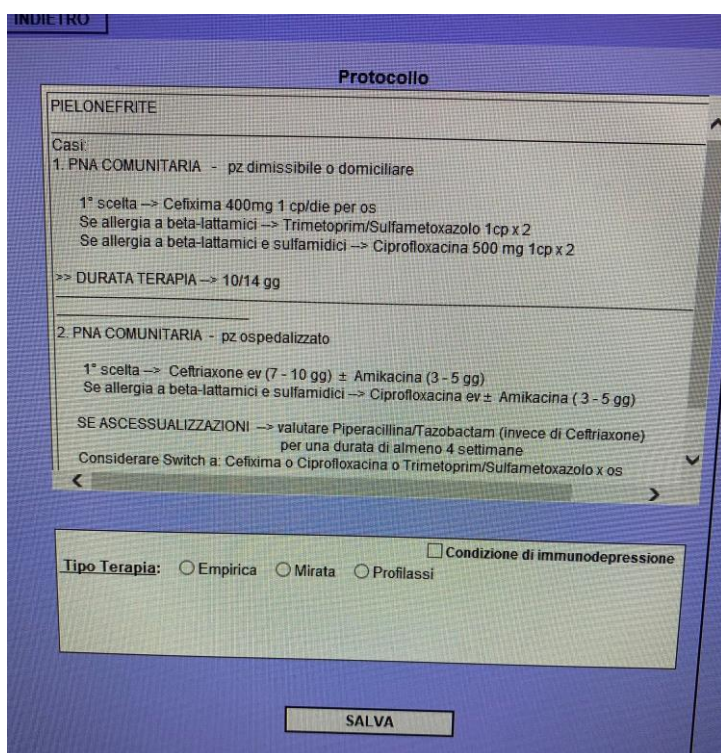 INDIETRO
Protocollo
PIELONEFRITE
Casi:
1. PNA COMUNITARIA - pz dimissibile o domiciliare
1° scelta --> Cefixima 400mg 1 cp/die per os
Se allergia a beta-lattamici --> Trimetoprim/Sulfametoxazolo 1cp x 2
Se allergia a beta-lattamici e sulfamidici --> Ciprofloxacina 500 mg 1cp x 2
>> DURATA TERAPIA --> 10/14 gg
2. PNA COMUNITARIA - pz ospedalizzato
1° scelta --> Ceftriaxone ev (7 - 10 gg) ± Amikacina (3 - 5 gg)
Se allergia a beta-lattamici e sulfamidici --> Ciprofloxacina ev ± Amikacina ( 3 - 5 gg)
SE ASCESSUALIZZAZIONI --> valutare Piperacillina/Tazobactam (invece di Ceftriaxone)
per una durata di almeno 4 settimane
Considerare Switch a: Cefixima o Ciprofloxacina o Trimetoprim/Sulfametoxazolo x os
Condizione di immunodepressione
Tipo Terapia: Empirica Mirata Profilassi
SALVA